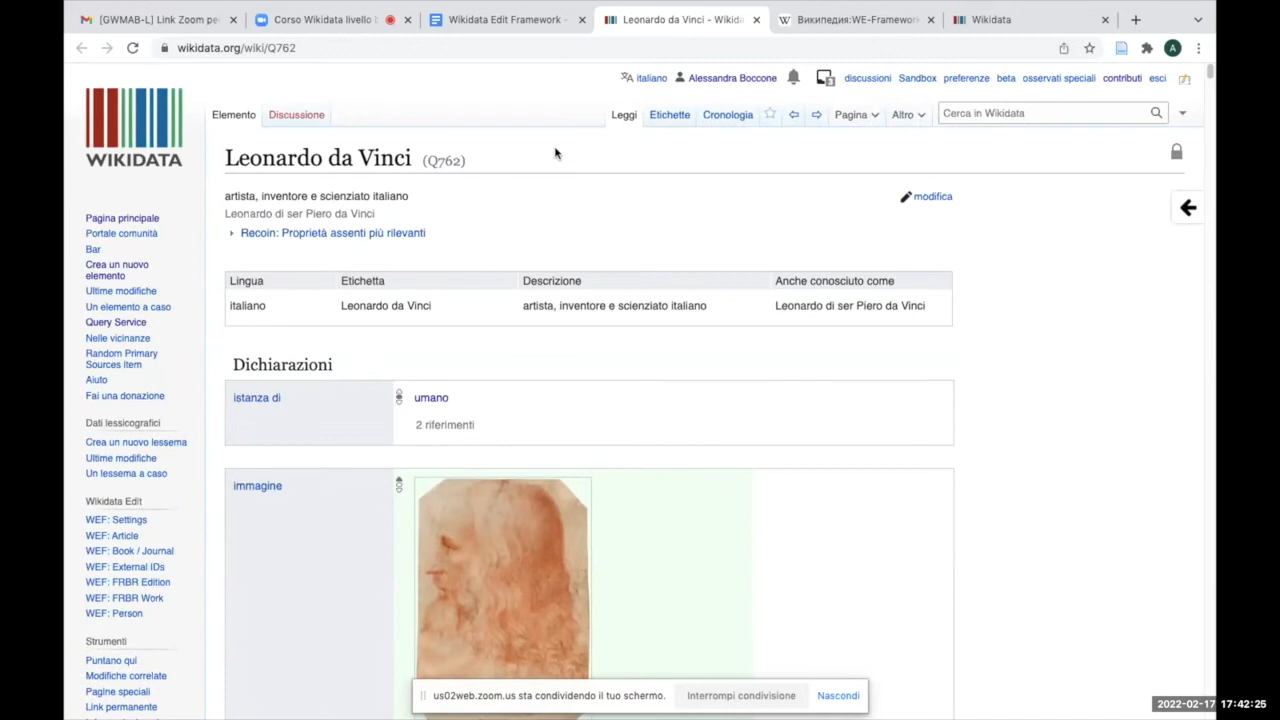 [GWMAB-L] Link Zoom pe
Corso Wikidata livello
Wikidata Edit Framework -
Leonardo da Vinci - Wikida
Википедия:WE-Framework
Wikidata
wikidata.org/wiki/Q762
A
italiano Alessandra Boccone discussioni Sandbox preferenze beta osservati speciali contributi esci
WIKIDATA
Elemento Discussione Leggi Etichette Cronologia Pagina Altro Cerca in Wikidata
Leonardo da Vinci (Q762)
artista, inventore e scienziato italiano
modifica
Leonardo di ser Piero da Vinci
Recoin: Proprietà assenti più rilevanti
Lingua Etichetta Descrizione Anche conosciuto come
italiano Leonardo da Vinci artista, inventore e scienziato italiano Leonardo di ser Piero da Vinci
Dichiarazioni
istanza di umano
2 riferimenti
immagine
Pagina principale
Portale comunità
Bar
Crea un nuovo
elemento
Ultime modifiche
Un elemento a caso
Query Service
Nelle vicinanze
Random Primary
Sources item
Aiuto
Fai una donazione
Dati lessicografici
Crea un nuovo lessema
Ultime modifiche
Un lessema a caso
Wikidata Edit
WEF: Settings
WEF: Article
WEF: Book / Journal
WEF: External IDs
WEF: FRBR Edition
WEF: FRBR Work
WEF: Person
Strumenti
Puntano qui
Modifiche correlate
Pagine speciali
Link permanente
us02web.zoom.us sta condividendo il tuo schermo. Interrompi condivisione Nascondi
2022-02-17 17:42:25